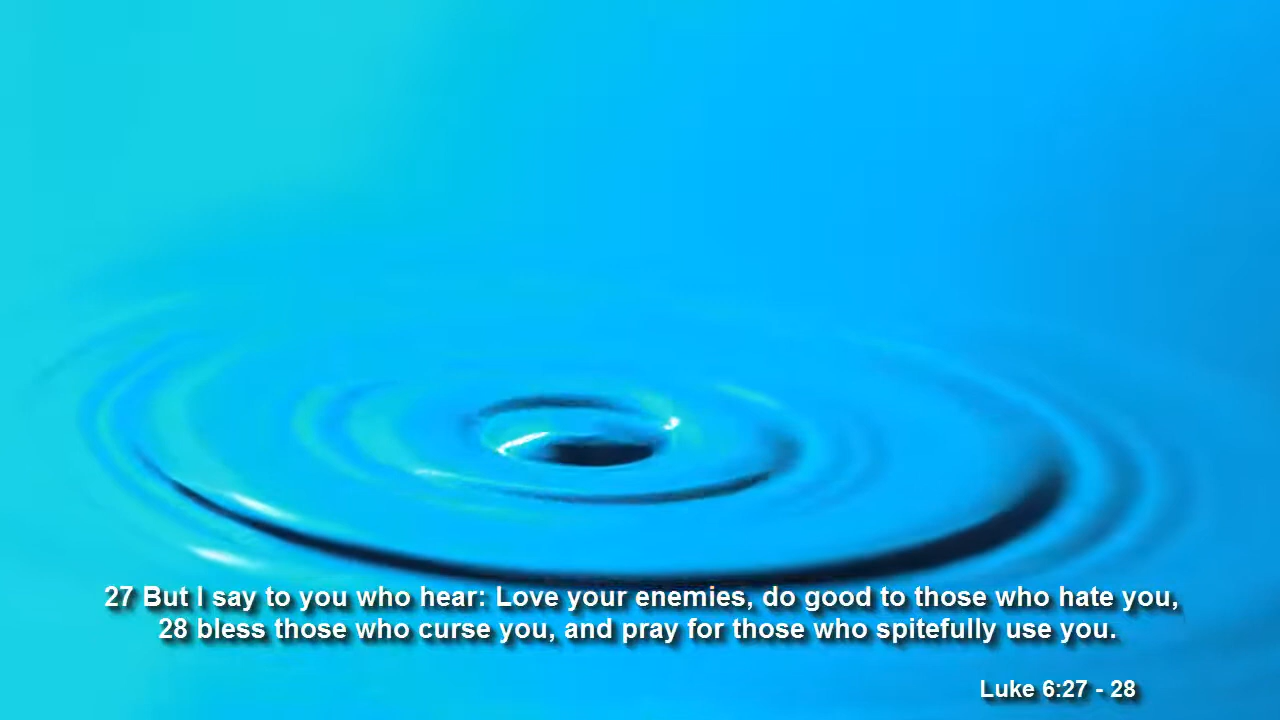 27 But I say to you who hear: Love your enemies, do good to those who hate you,
28 bless those who curse you, and pray for those who spitefully use you.
Luke 6:27 - 28